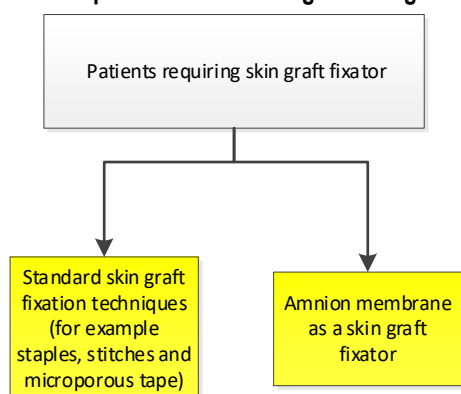 Patients requiring skin graft fixator
Standard skin graft
fixation techniques
(for example
staples, stitches and
microporous tape)
Amnion membrane
as a skin graft
fixator